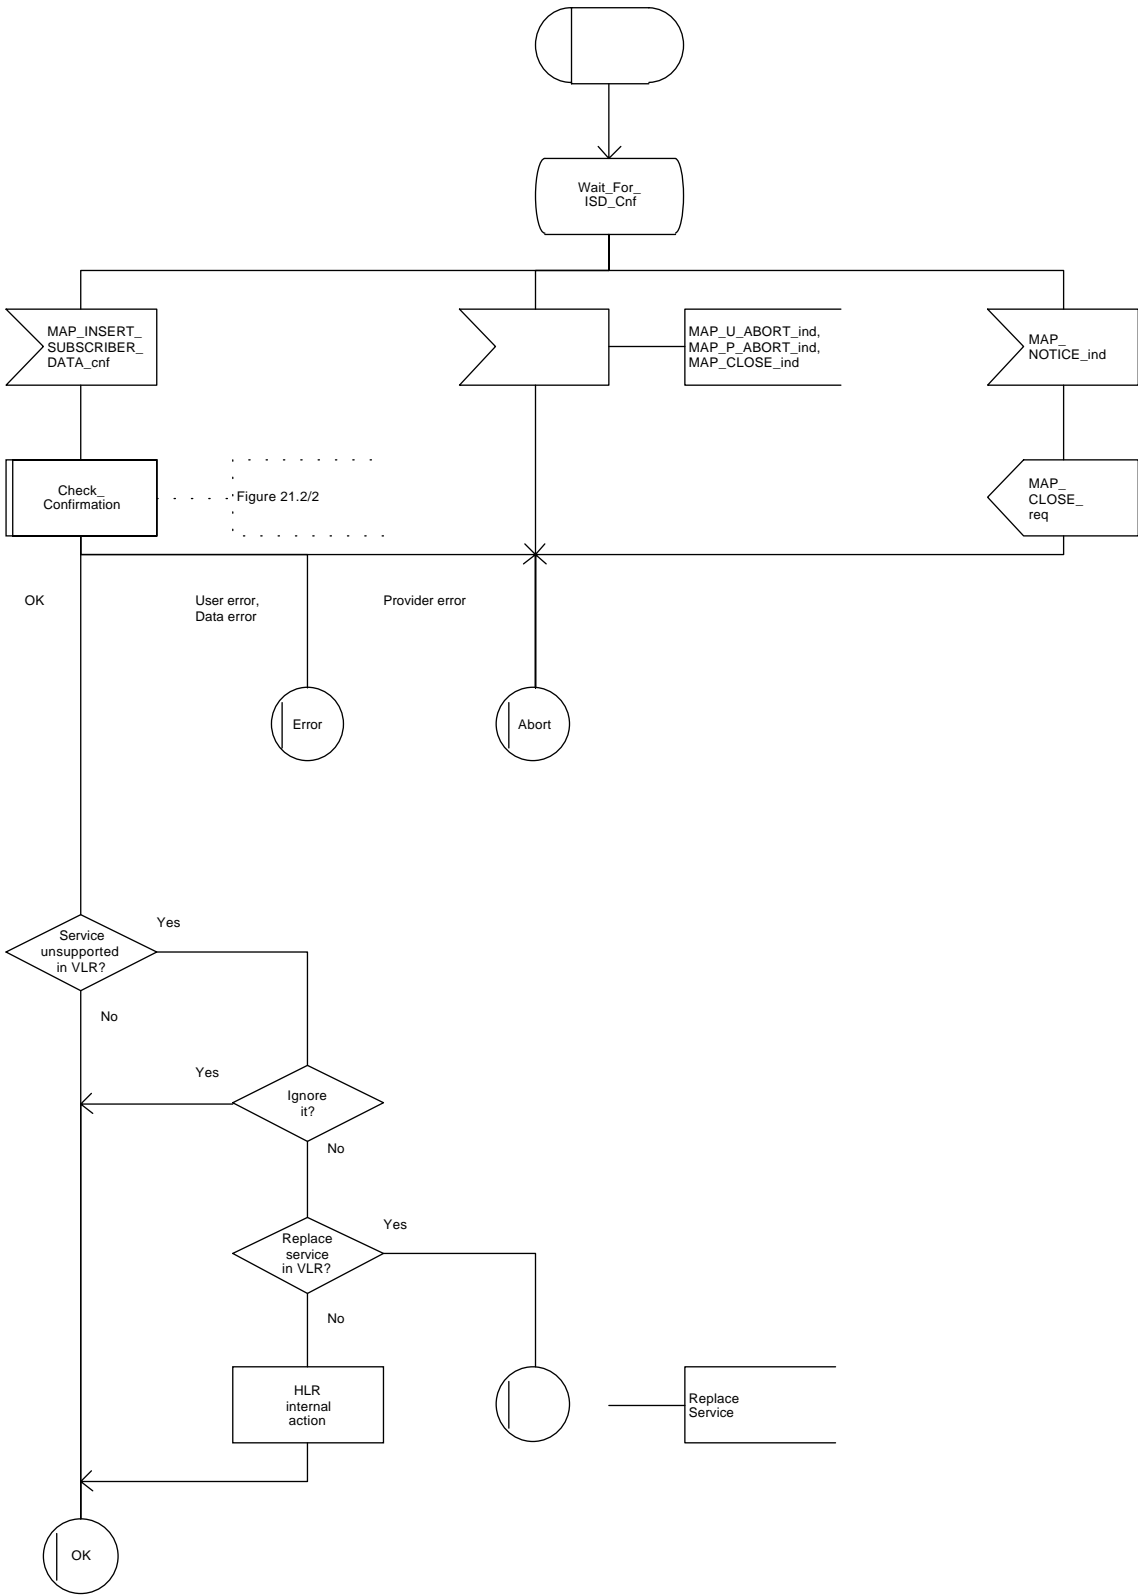 Wait_For_
ISD_Cnf
MAP_INSERT_
SUBSCRIBER_
DATA_cnf
MAP_U_ABORT_ind,
MAP_P_ABORT_ind,
MAP_CLOSE_ind
MAP_
NOTICE_ind
Check_
Confirmation
Figure 21.2/2
MAP_
CLOSE_
req
OK
User error,
Data error
Provider error
Error
Abort
Service
unsupported
in VLR?
Yes
No
Yes
Ignore
it?
No
Replace
service
in VLR?
Yes
No
HLR
internal
action
Replace
Service
OK